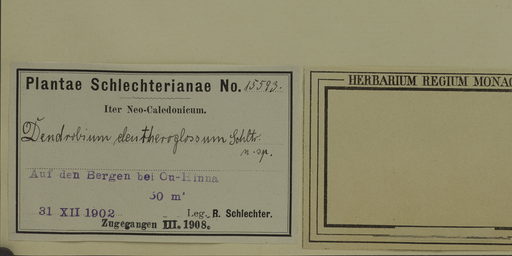 Plantae Schlechterianae No. 15593.
Iter Neo-Caledonicum.
Dendrobium eleutheroglossum Schltr.
n. sp.
Auf den Bergen bei Ou-Hinna
50 m
31 XII 1902 Leg. R. Schlechter.
Zugegangen III. 1908.
HERBARIUM REGIUM MONAC